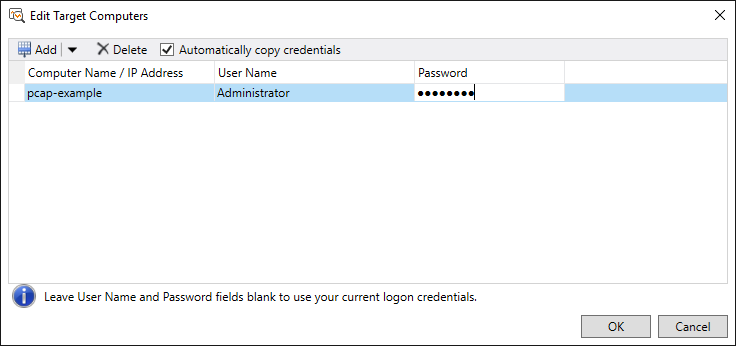 Edit Target Computers
Add Delete Automatically copy credentials
Computer Name / IP Address User Name Password
pcap-example Administrator ••••••••
Leave User Name and Password fields blank to use your current logon credentials.
OK Cancel